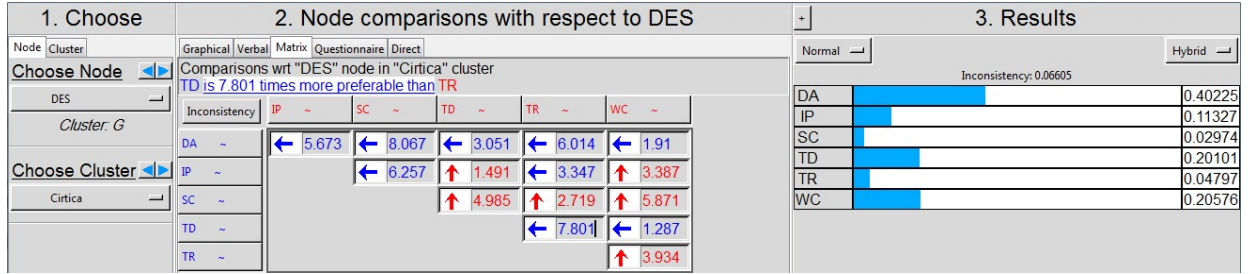 1. Choose
2. Node comparisons with respect to DES
+
3. Results
Node Cluster
Graphical Verbal Matrix Questionnaire Direct
Normal
Hybrid
Choose Node
Comparisons wrt "DES" node in "Cirtica" cluster
TD is 7.801 times more preferable than TR
Inconsistency: 0.06605
DES
Cluster: G
Inconsistency IP ~ SC ~ TD ~ TR ~ WC ~
DA ~ 5.673 8.067 3.051 6.014 1.91
IP ~ 6.257 1.491 3.347 3.387
SC ~ 4.985 2.719 5.871
TD ~ 7.801 1.287
TR ~ 3.934
Choose Cluster
Cirtica
DA 0.40225
IP 0.11327
SC 0.02974
TD 0.20101
TR 0.04797
WC 0.20576